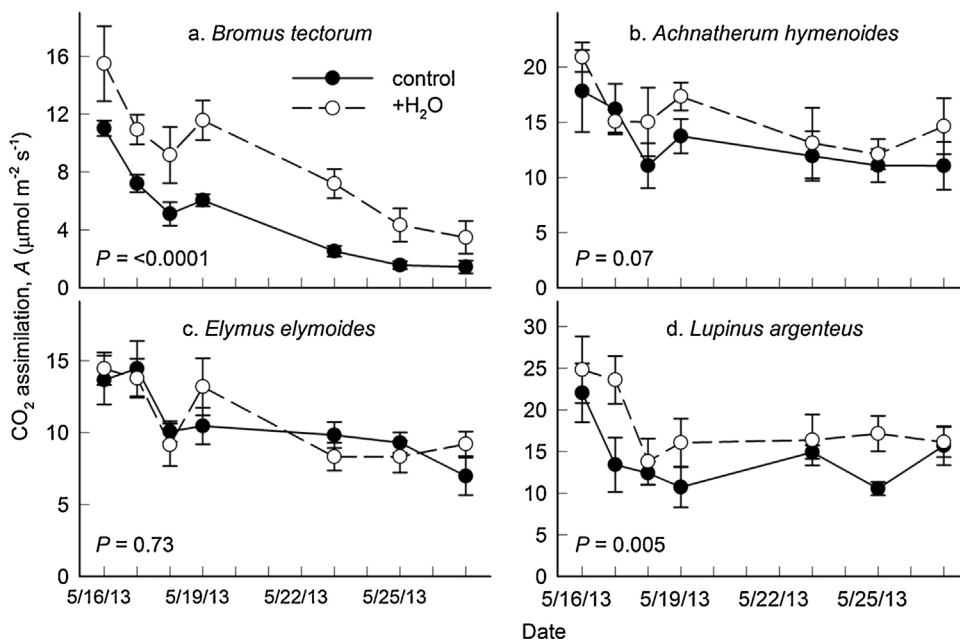 CO2 assimilation, A (μmol m⁻² s⁻¹)
a. Bromus tectorum
control
+H2O
16
12
8
4
0
P = <0.0001
b. Achnatherum hymenoides
20
15
10
5
0
P = 0.07
c. Elymus elymoides
15
10
5
0
P = 0.73
5/16/13 5/19/13 5/22/13 5/25/13
d. Lupinus argenteus
30
25
20
15
10
5
0
P = 0.005
5/16/13 5/19/13 5/22/13 5/25/13
Date